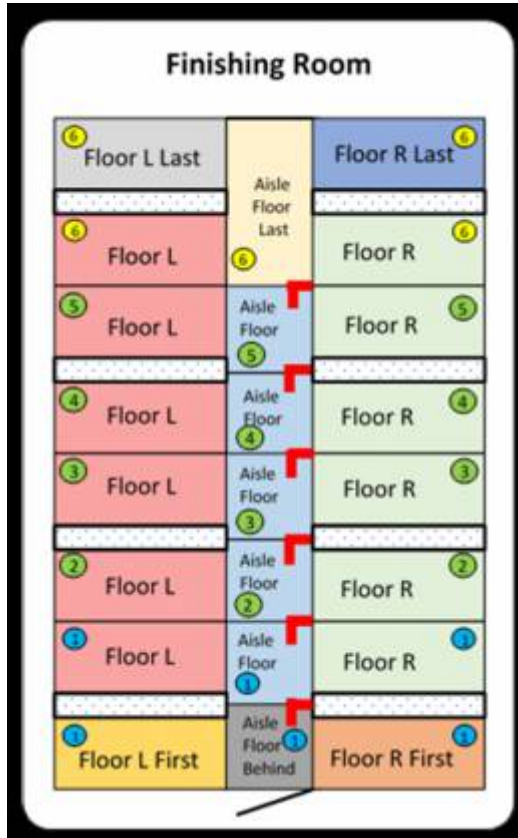 Finishing Room
6
Floor L Last
Aisle
Floor
Last
6
Floor R Last
6
Floor L
6
6
Floor R
5
Floor L
Aisle
Floor
5
5
Floor R
4
Floor L
Aisle
Floor
4
4
Floor R
3
Floor L
Aisle
Floor
3
3
Floor R
2
Floor L
Aisle
Floor
2
2
Floor R
1
Floor L
Aisle
Floor
1
1
Floor R
1
Floor L First
Aisle
Floor
Behind
1
1
Floor R First